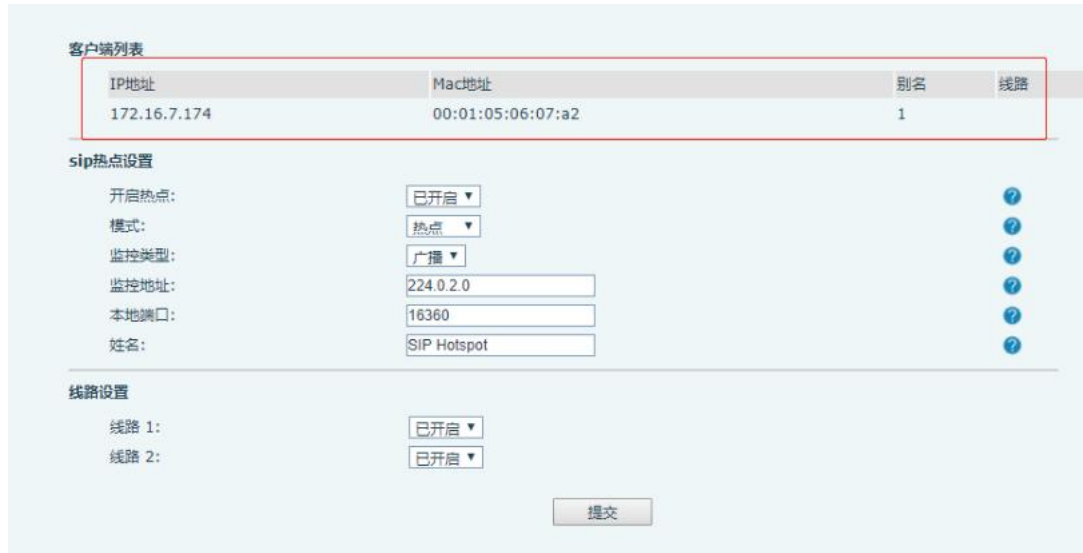 客户端列表
IP地址 Mac地址 别名 线路
172.16.7.174 00:01:05:06:07:a2 1
sip热点设置
开启热点: 已开启
模式: 热点
监控类型: 广播
监控地址: 224.0.2.0
本地端口: 16360
姓名: SIP Hotspot
线路设置
线路 1: 已开启
线路 2: 已开启
提交